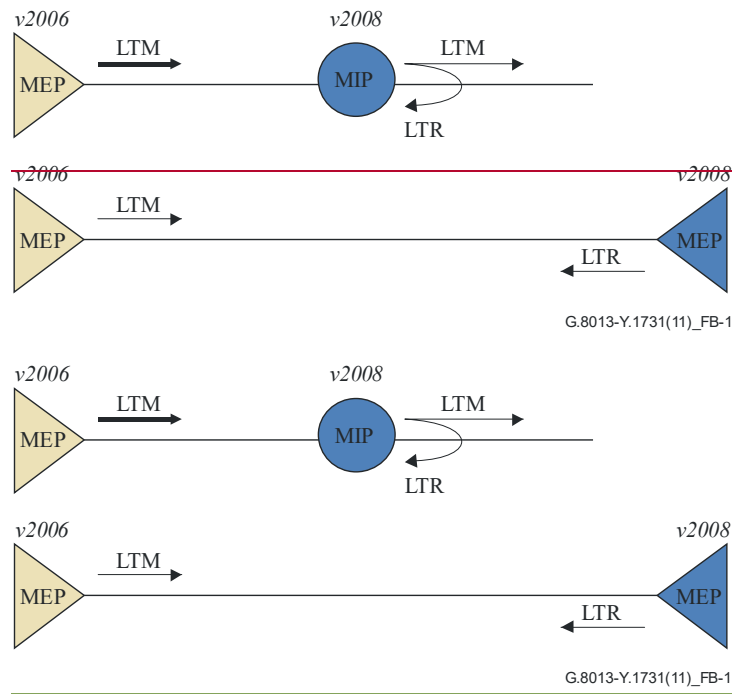 v2006 v2008
LTM LTM
MEP MIP
LTR
v2006 v2008
LTM
MEP MEP
LTR
G.8013-Y.1731(11)_FB-1
v2006 v2008
LTM LTM
MEP MIP
LTR
v2006 v2008
LTM
MEP MEP
LTR
G.8013-Y.1731(11)_FB-1